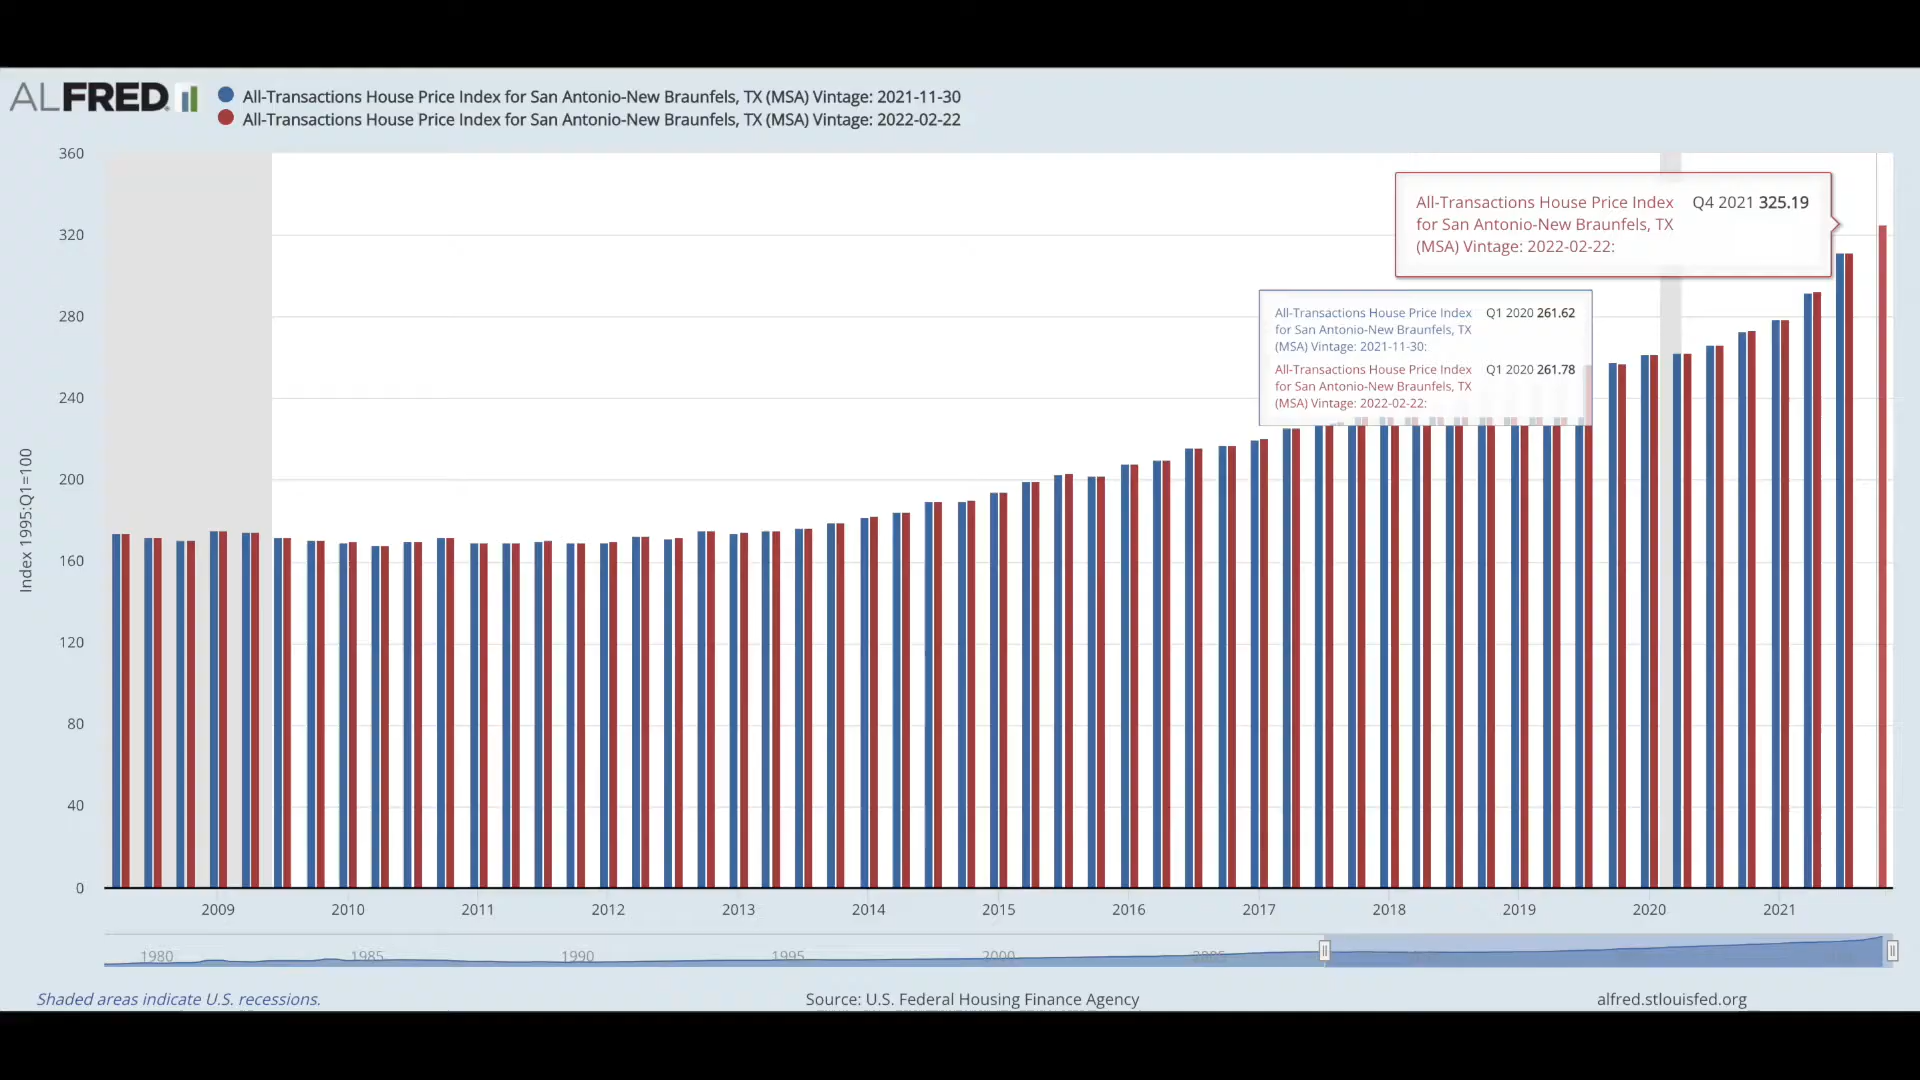 ALFRED
All-Transactions House Price Index for San Antonio-New Braunfels, TX (MSA) Vintage: 2021-11-30
All-Transactions House Price Index for San Antonio-New Braunfels, TX (MSA) Vintage: 2022-02-22
360
320
280
240
200
160
120
80
40
0
Index 1995:Q1=100
All-Transactions House Price Index Q4 2021 325.19
for San Antonio-New Braunfels, TX
(MSA) Vintage: 2022-02-22:
All-Transactions House Price Index Q1 2020 261.62
for San Antonio-New Braunfels, TX
(MSA) Vintage: 2021-11-30:
All-Transactions House Price Index Q1 2020 261.78
for San Antonio-New Braunfels, TX
(MSA) Vintage: 2022-02-22:
2009 2010 2011 2012 2013 2014 2015 2016 2017 2018 2019 2020 2021
1980 1985 1990 1995 2000 2005
Shaded areas indicate U.S. recessions. Source: U.S. Federal Housing Finance Agency alfred.stlouisfed.org